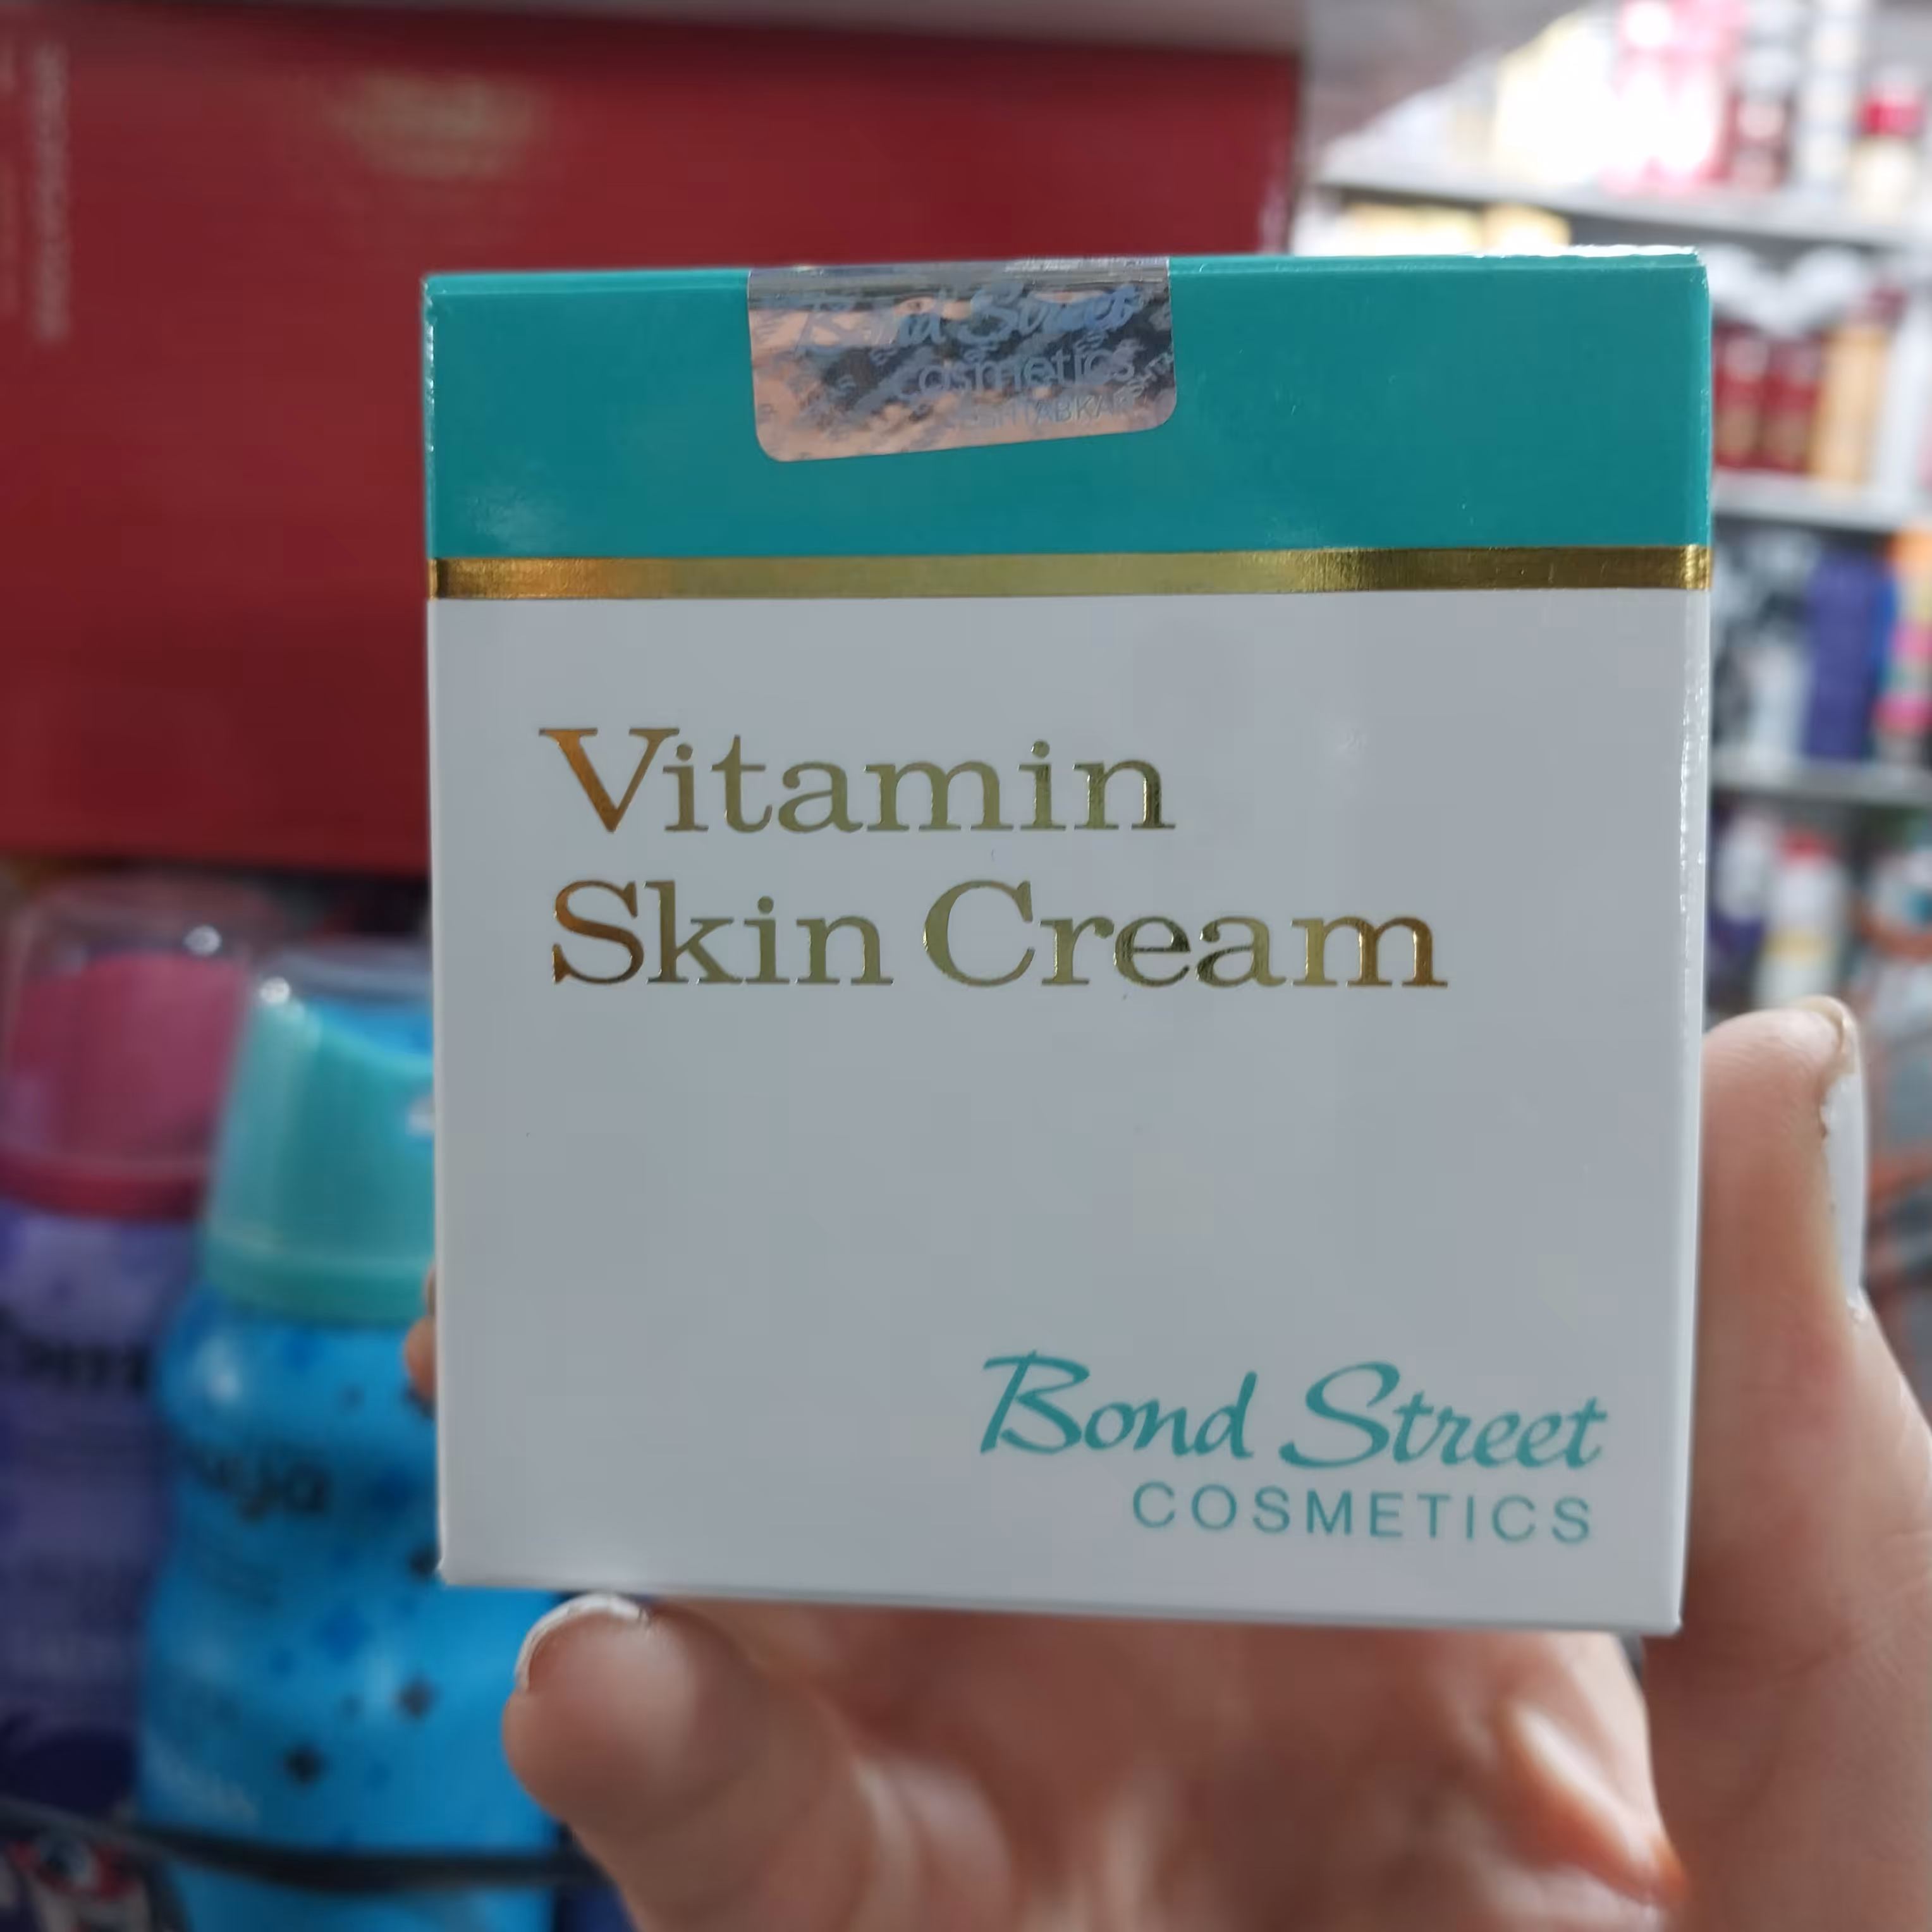 Bond Street
cosmetics
Vitamin
Skin Cream
Bond Street
COSMETICS